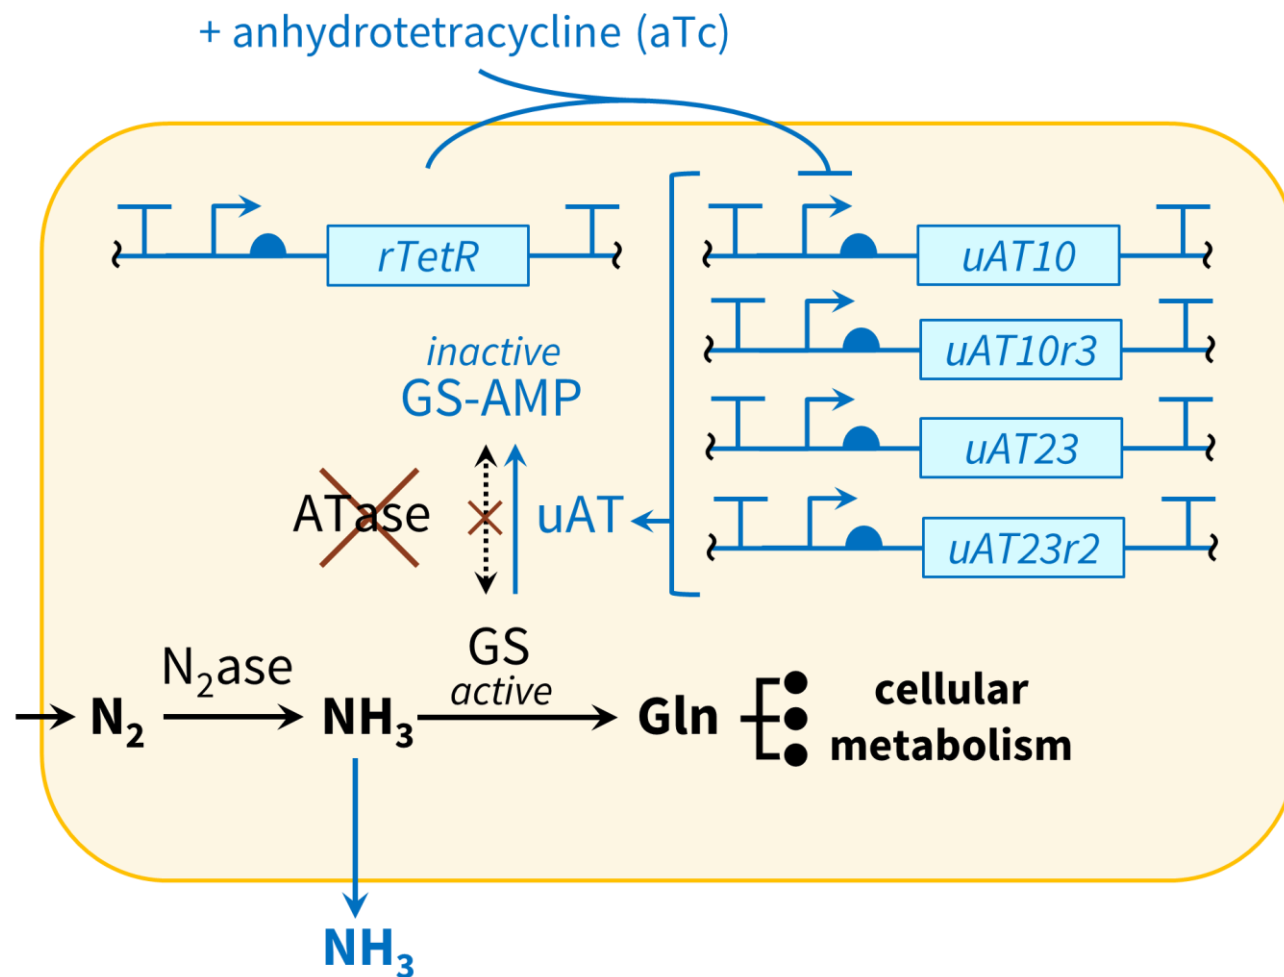 + anhydrotetracycline (aTc)
rTetR
uAT10
uAT10r3
uAT23
uAT23r2
inactive
GS-AMP
ATase
uAT
GS
active
N₂ase
N₂
NH₃
Gln
cellular
metabolism
NH₃